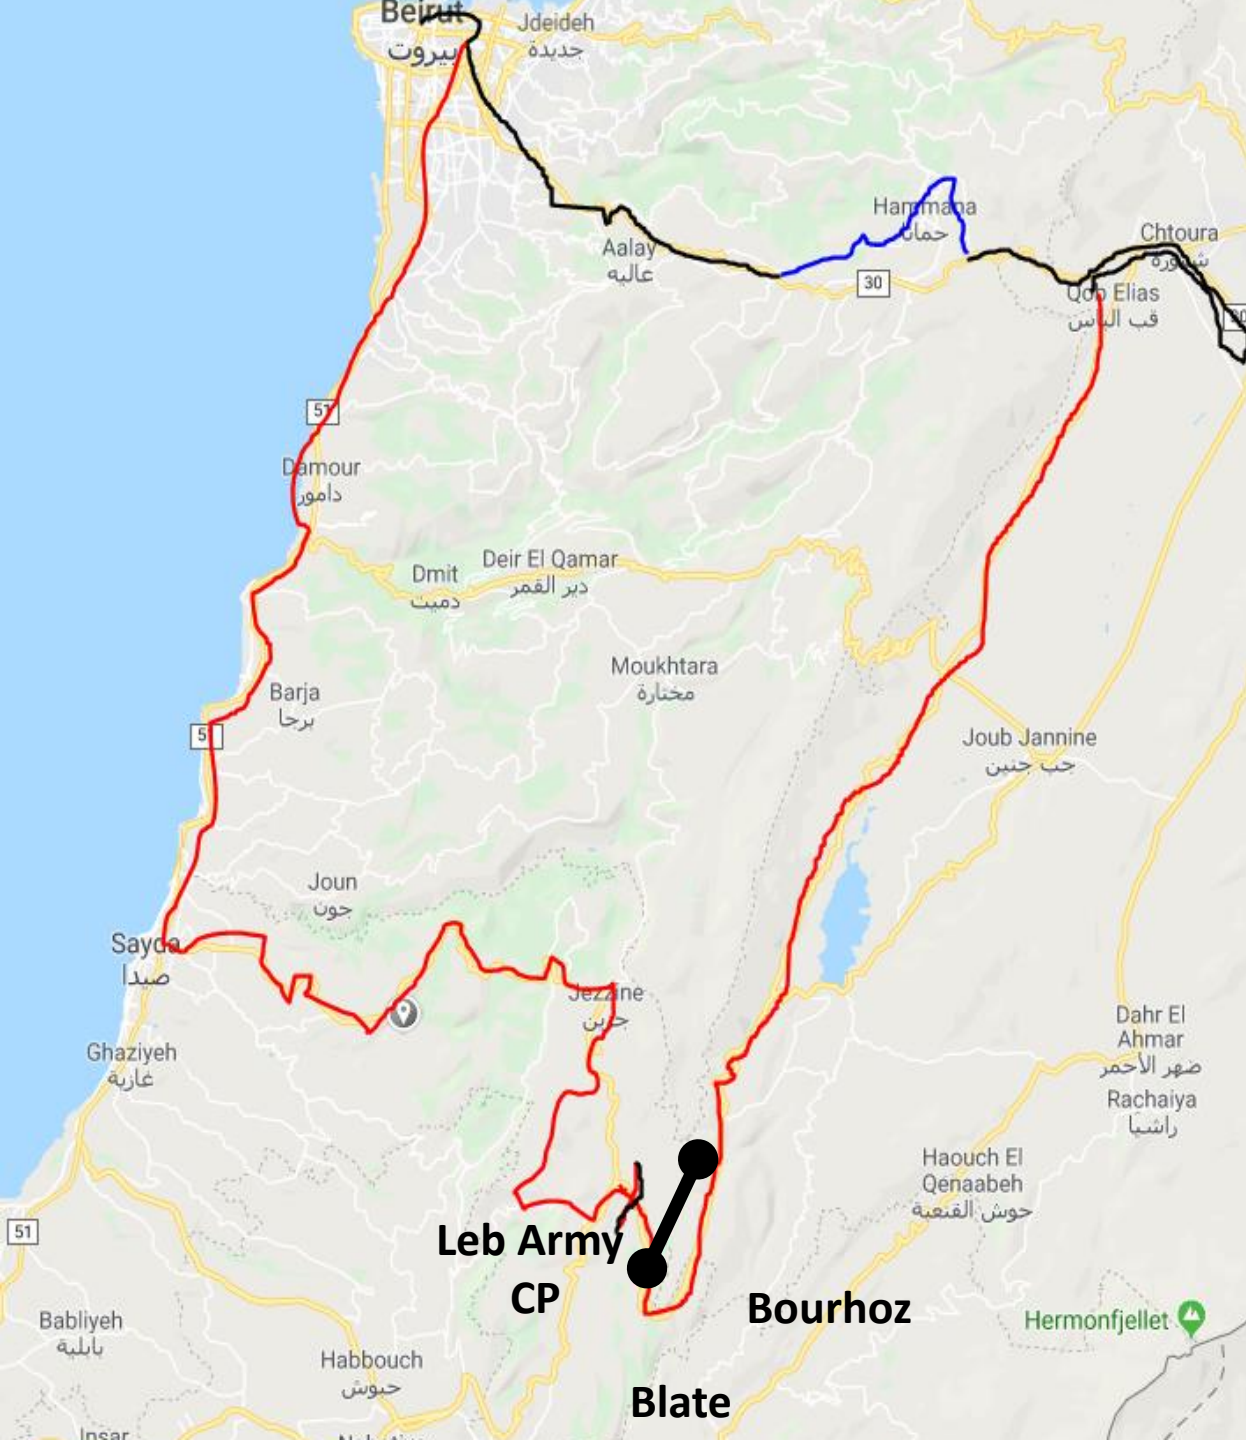 Beirut
بيروت
Jdeideh
جديدة
Hammana
حمانا
Aalay
عاليه
30
Chtoura
شتورة
Qob Elias
قب الياس
51
Damour
دامور
Deir El Qamar
دير القمر
Dmit
دميت
Moukhtara
مختارة
Barja
برجا
Joub Jannine
جب جنين
Joun
جون
Sayda
صيدا
Jezzine
جزين
Ghaziyeh
غازية
Dahr El
Ahmar
ضهر الأحمر
Rachaiya
راشيا
Haouch El
Qenaabeh
حوش القنعبة
51
Leb Army
CP
Bourhoz
Babliyeh
بابلية
Hermonfjellet
Habbouch
حبوش
Blate
Insar